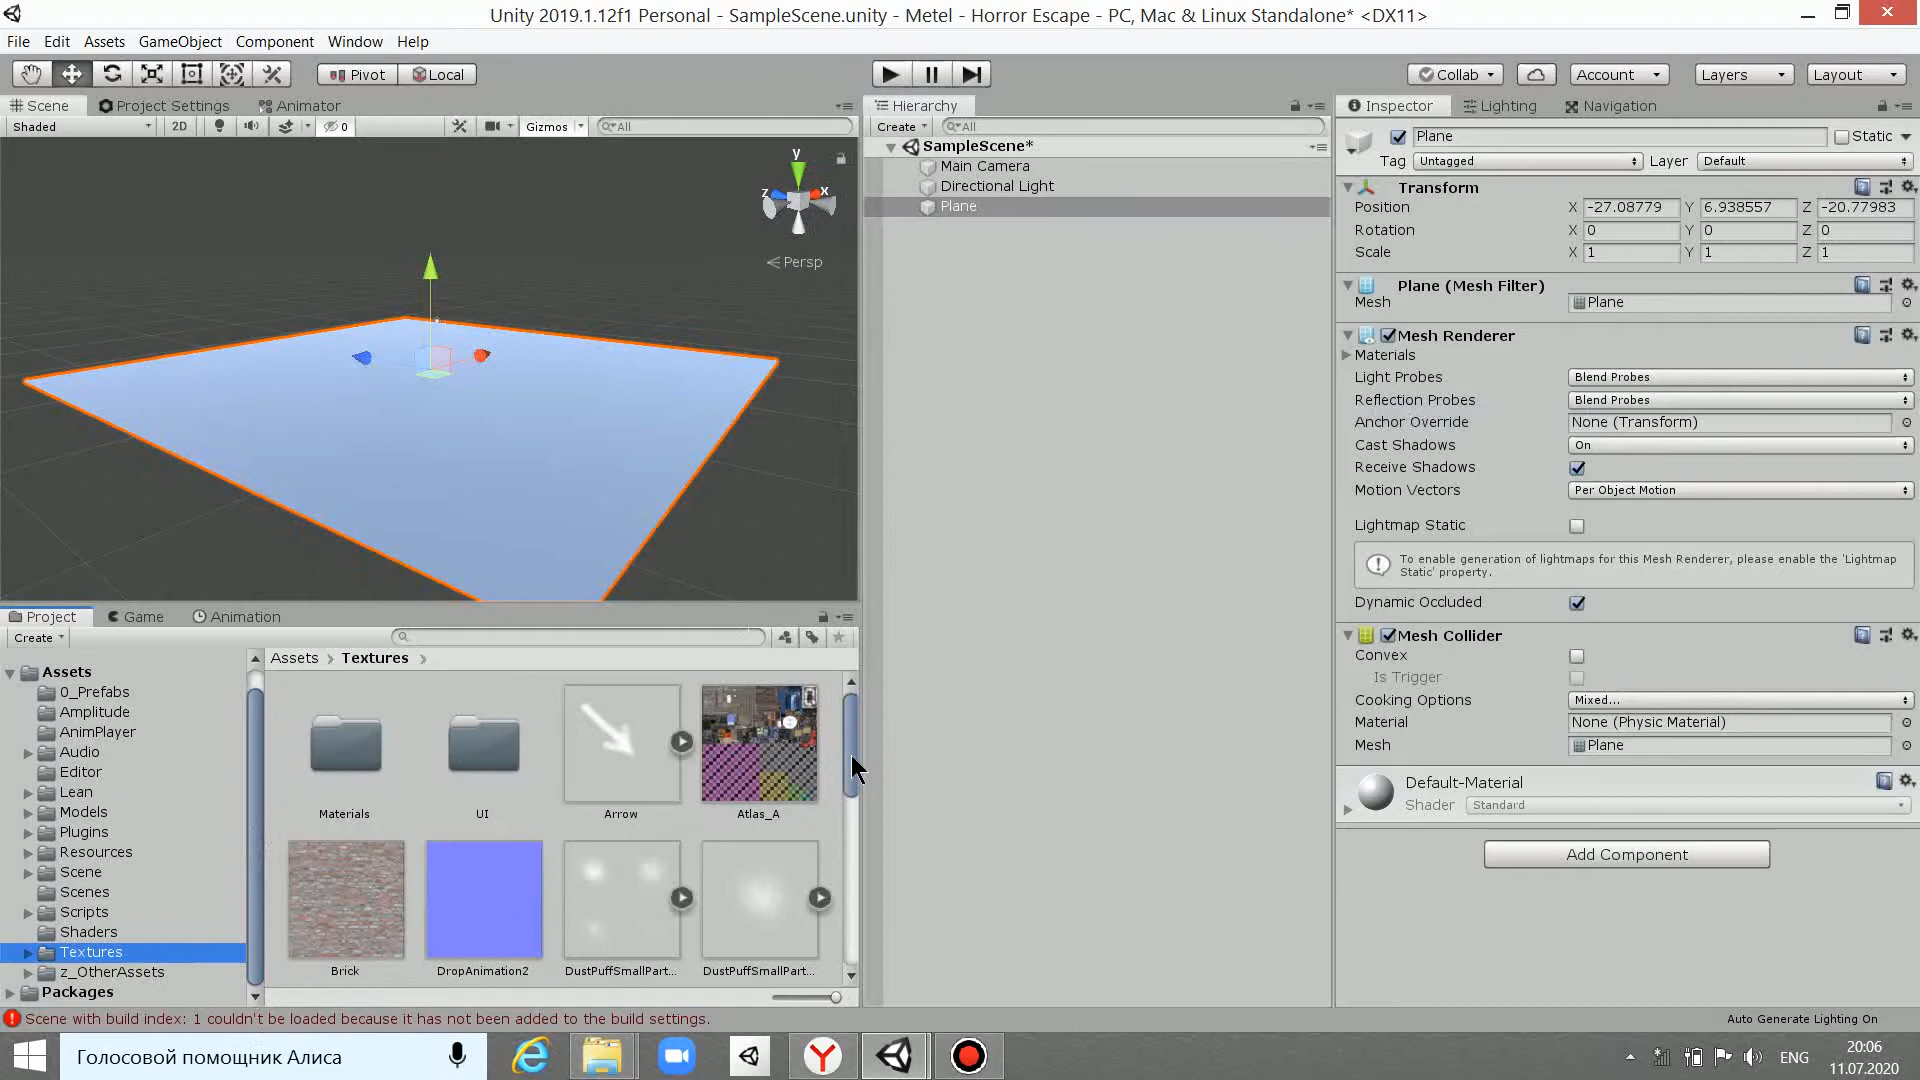 Unity 2019.1.12f1 Personal - SampleScene.unity - Metel - Horror Escape - PC, Mac & Linux Standalone* <DX11>
File Edit Assets GameObject Component Window Help
Pivot Local Collab Account Layers Layout
Scene Project Settings Animator
Shaded 2D 0 Gizmos All
y
z x
Persp
Hierarchy
Create All
SampleScene*
Main Camera
Directional Light
Plane
Inspector Lighting Navigation
Plane Static
Tag Untagged Layer Default
Transform
Position X -27.08779 Y 6.938557 Z -20.77983
Rotation X 0 Y 0 Z 0
Scale X 1 Y 1 Z 1
Plane (Mesh Filter)
Mesh Plane
Mesh Renderer
Materials
Light Probes Blend Probes
Reflection Probes Blend Probes
Anchor Override None (Transform)
Cast Shadows On
Receive Shadows
Motion Vectors Per Object Motion
Lightmap Static
To enable generation of lightmaps for this Mesh Renderer, please enable the 'Lightmap
Static' property.
Dynamic Occluded
Mesh Collider
Convex
Is Trigger
Cooking Options Mixed...
Material None (Physic Material)
Mesh Plane
Default-Material
Shader Standard
Add Component
Project Game Animation
Create
Assets
0_Prefabs
Amplitude
AnimPlayer
Audio
Editor
Lean
Models
Plugins
Resources
Scene
Scenes
Scripts
Shaders
Textures
z_OtherAssets
Packages
Assets Textures
Materials UI Arrow Atlas_A
Brick DropAnimation2 DustPuffSmallPart... DustPuffSmallPart...
Scene with build index: 1 couldn't be loaded because it has not been added to the build settings.
Auto Generate Lighting On
Голосовой помощник Алиса
ENG
20:06
11.07.2020